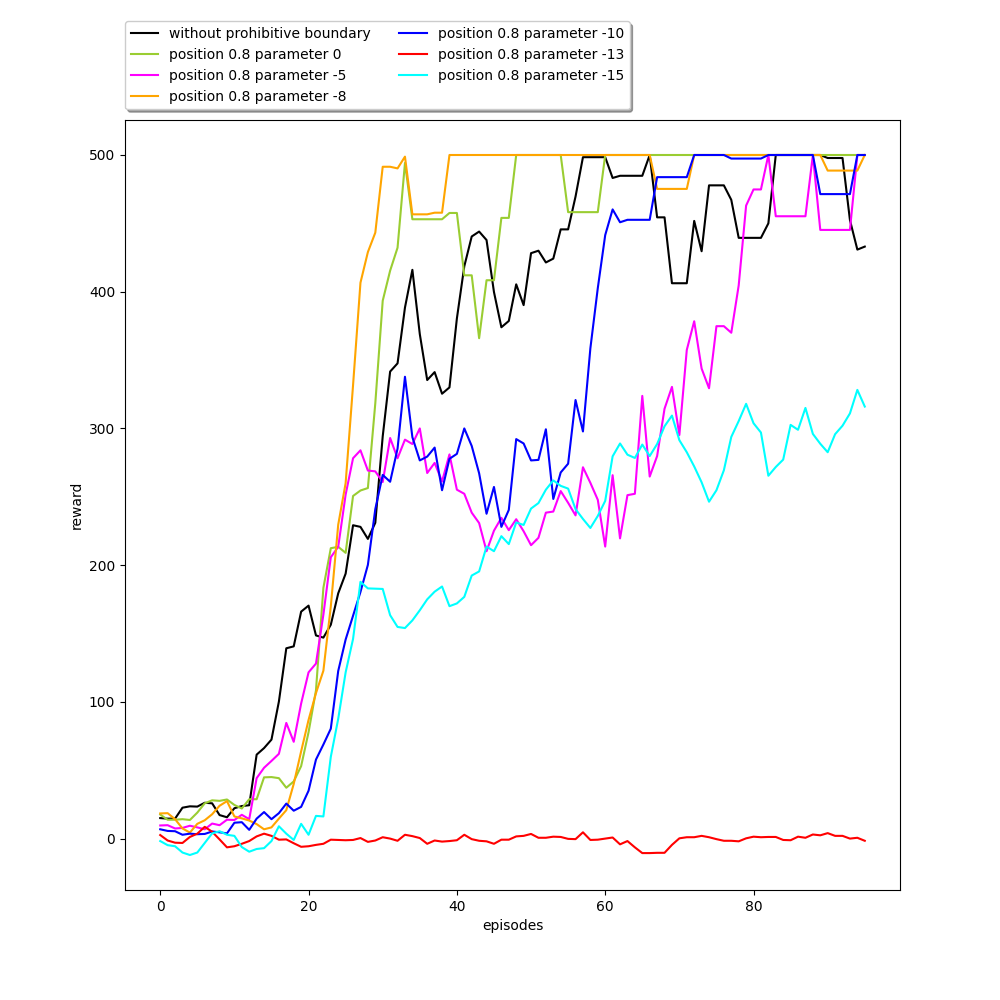 without prohibitive boundary
position 0.8 parameter 0
position 0.8 parameter -5
position 0.8 parameter -8
position 0.8 parameter -10
position 0.8 parameter -13
position 0.8 parameter -15
500
400
300
200
100
0
reward
0 20 40 60 80
episodes